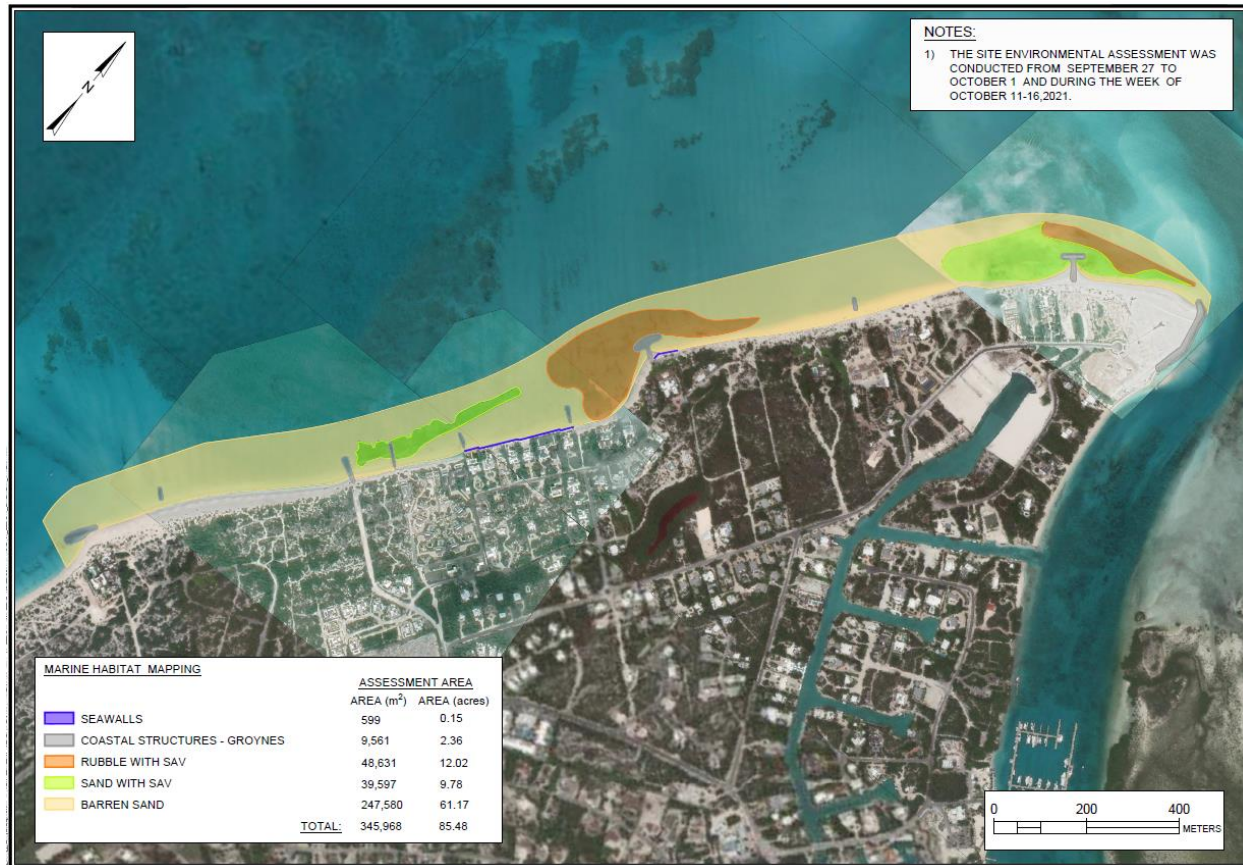 N
NOTES:
1) THE SITE ENVIRONMENTAL ASSESSMENT WAS
CONDUCTED FROM SEPTEMBER 27 TO
OCTOBER 1 AND DURING THE WEEK OF
OCTOBER 11-16,2021.
MARINE HABITAT MAPPING
ASSESSMENT AREA
AREA (m²) AREA (acres)
SEAWALLS 599 0.15
COASTAL STRUCTURES - GROYNES 9,561 2.36
RUBBLE WITH SAV 48,631 12.02
SAND WITH SAV 39,597 9.78
BARREN SAND 247,580 61.17
TOTAL: 345,968 85.48
0 200 400
METERS